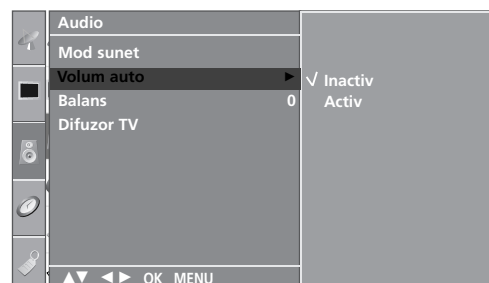 Audio
Mod sunet
Volum auto ►
Balans 0
Difuzor TV
√ Inactiv
Activ
▲▼ ◄► OK MENU